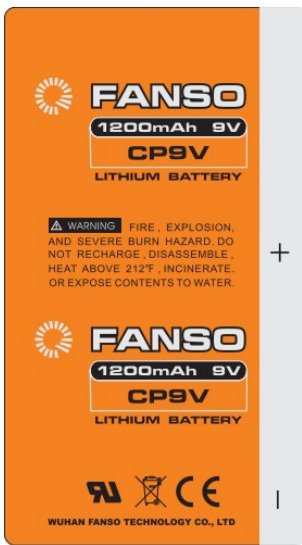 FANSO
1200mAh 9V
CP9V
LITHIUM BATTERY
⚠ WARNING FIRE , EXPLOSION,
AND SEVERE BURN HAZARD. DO
NOT RECHARGE , DISASSEMBLE ,
HEAT ABOVE 212℉ , INCINERATE.
OR EXPOSE CONTENTS TO WATER.
+
FANSO
1200mAh 9V
CP9V
LITHIUM BATTERY
RU CE
—
WUHAN FANSO TECHNOLOGY CO., LTD